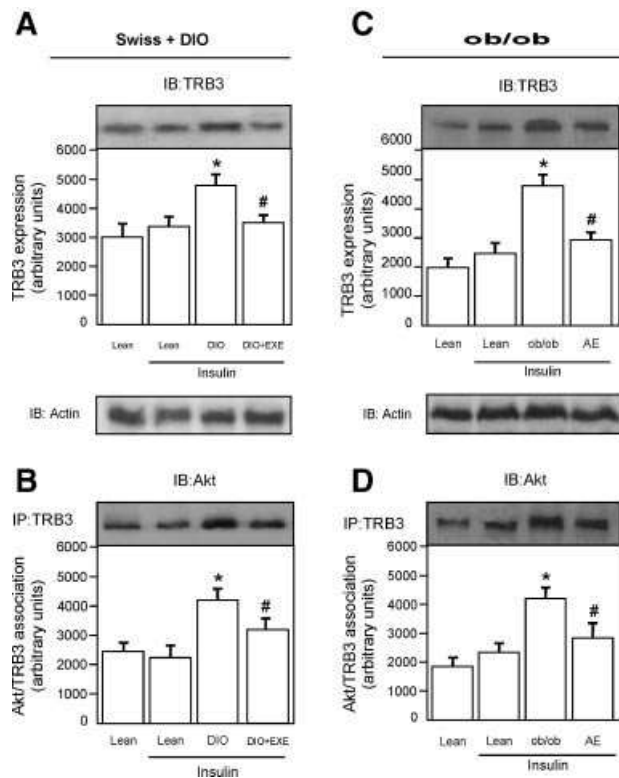 A
Swiss + DIO
IB:TRB3
6000
5000
4000
3000
2000
1000
0
TRB3 expression
(arbitrary units)
*
#
Lean
Lean
DIO
DIO+EXE
Insulin
IB: Actin
B
IB:Akt
IP:TRB3
6000
5000
4000
3000
2000
1000
0
Akt/TRB3 association
(arbitrary units)
*
#
Lean
Lean
DIO
DIO+EXE
Insulin
C
ob/ob
IB:TRB3
6000
5000
4000
3000
2000
1000
0
TRB3 expression
(arbitrary units)
*
#
Lean
Lean
ob/ob
AE
Insulin
IB: Actin
D
IB:Akt
IP:TRB3
6000
5000
4000
3000
2000
1000
0
Akt/TRB3 association
(arbitrary units)
*
#
Lean
Lean
ob/ob
AE
Insulin